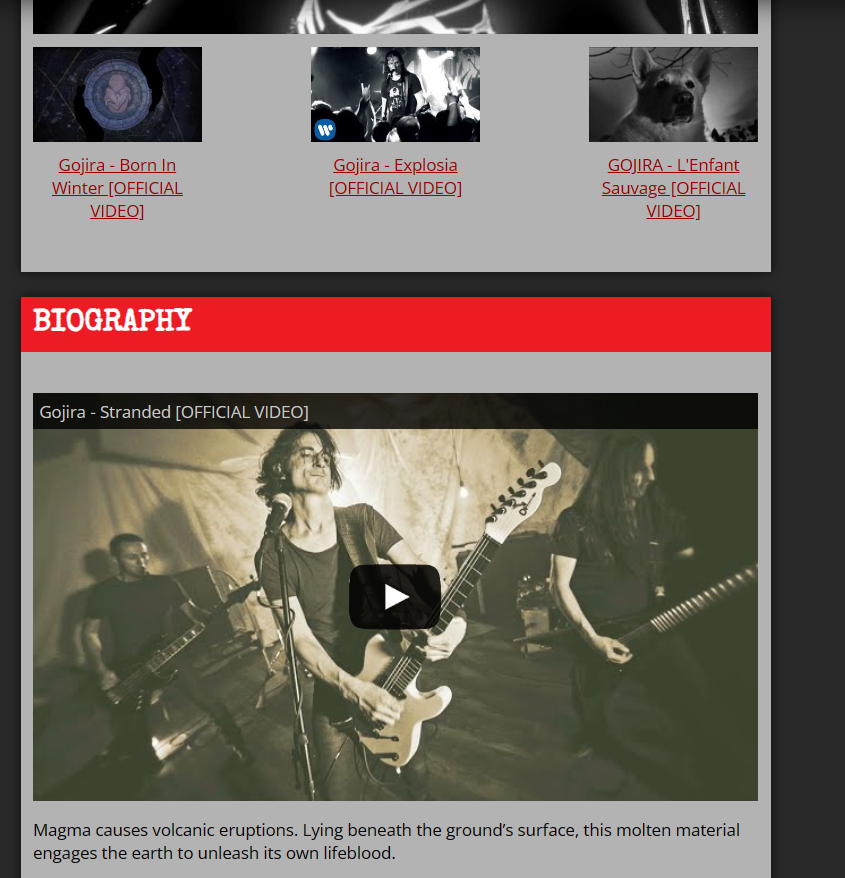 Gojira - Born In
Winter [OFFICIAL
VIDEO]
Gojira - Explosia
[OFFICIAL VIDEO]
GOJIRA - L'Enfant
Sauvage [OFFICIAL
VIDEO]
BIOGRAPHY
Gojira - Stranded [OFFICIAL VIDEO]
Magma causes volcanic eruptions. Lying beneath the ground’s surface, this molten material
engages the earth to unleash its own lifeblood.